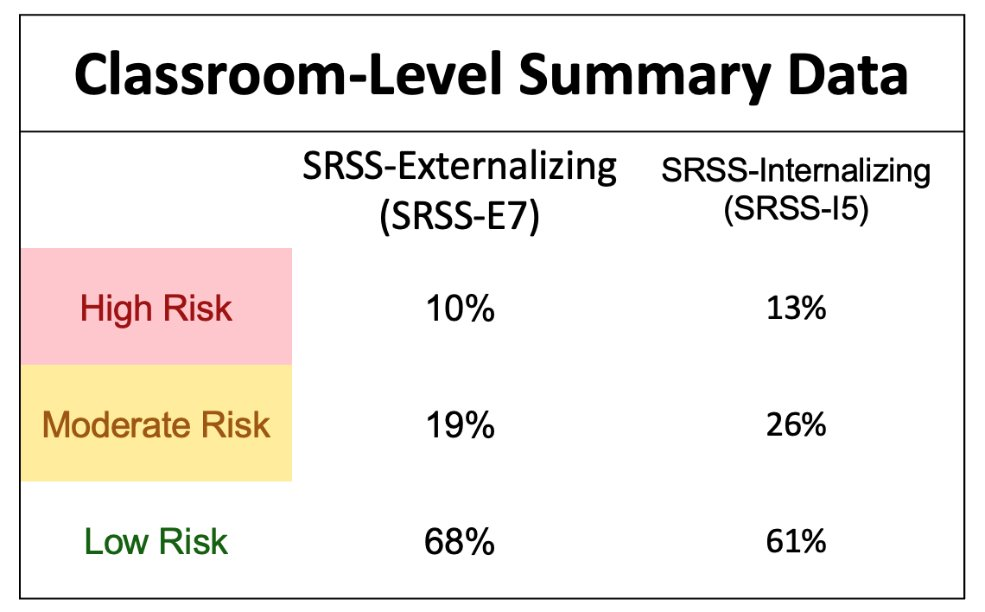 Classroom-Level Summary Data
SRSS-Externalizing SRSS-Internalizing
(SRSS-E7) (SRSS-I5)
High Risk 10% 13%
Moderate Risk 19% 26%
Low Risk 68% 61%